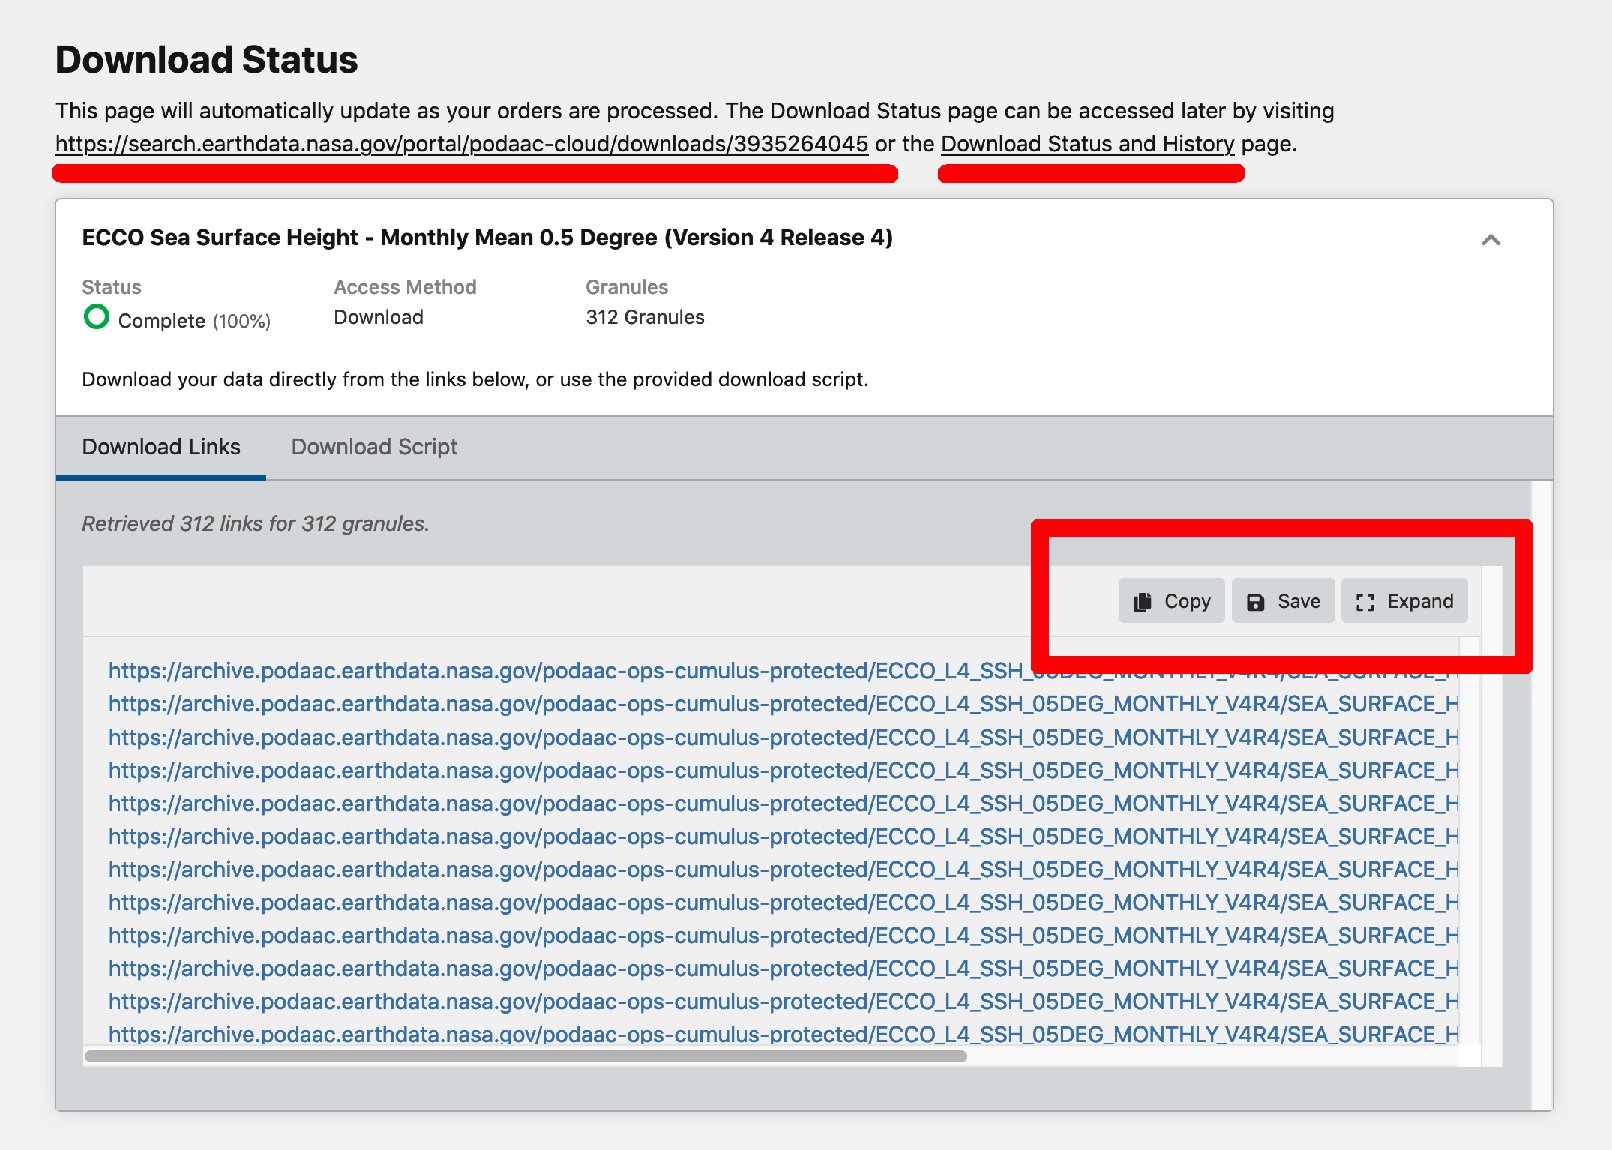 Download Status
This page will automatically update as your orders are processed. The Download Status page can be accessed later by visiting
https://search.earthdata.nasa.gov/portal/podaac-cloud/downloads/3935264045 or the Download Status and History page.
ECCO Sea Surface Height - Monthly Mean 0.5 Degree (Version 4 Release 4)
Status Access Method Granules
Complete (100%) Download 312 Granules
Download your data directly from the links below, or use the provided download script.
Download Links Download Script
Retrieved 312 links for 312 granules.
Copy Save Expand
https://archive.podaac.earthdata.nasa.gov/podaac-ops-cumulus-protected/ECCO_L4_SSH_05DEG_MONTHLY_V4R4/SEA_SURFACE_H
https://archive.podaac.earthdata.nasa.gov/podaac-ops-cumulus-protected/ECCO_L4_SSH_05DEG_MONTHLY_V4R4/SEA_SURFACE_H
https://archive.podaac.earthdata.nasa.gov/podaac-ops-cumulus-protected/ECCO_L4_SSH_05DEG_MONTHLY_V4R4/SEA_SURFACE_H
https://archive.podaac.earthdata.nasa.gov/podaac-ops-cumulus-protected/ECCO_L4_SSH_05DEG_MONTHLY_V4R4/SEA_SURFACE_H
https://archive.podaac.earthdata.nasa.gov/podaac-ops-cumulus-protected/ECCO_L4_SSH_05DEG_MONTHLY_V4R4/SEA_SURFACE_H
https://archive.podaac.earthdata.nasa.gov/podaac-ops-cumulus-protected/ECCO_L4_SSH_05DEG_MONTHLY_V4R4/SEA_SURFACE_H
https://archive.podaac.earthdata.nasa.gov/podaac-ops-cumulus-protected/ECCO_L4_SSH_05DEG_MONTHLY_V4R4/SEA_SURFACE_H
https://archive.podaac.earthdata.nasa.gov/podaac-ops-cumulus-protected/ECCO_L4_SSH_05DEG_MONTHLY_V4R4/SEA_SURFACE_H
https://archive.podaac.earthdata.nasa.gov/podaac-ops-cumulus-protected/ECCO_L4_SSH_05DEG_MONTHLY_V4R4/SEA_SURFACE_H
https://archive.podaac.earthdata.nasa.gov/podaac-ops-cumulus-protected/ECCO_L4_SSH_05DEG_MONTHLY_V4R4/SEA_SURFACE_H
https://archive.podaac.earthdata.nasa.gov/podaac-ops-cumulus-protected/ECCO_L4_SSH_05DEG_MONTHLY_V4R4/SEA_SURFACE_H
https://archive.podaac.earthdata.nasa.gov/podaac-ops-cumulus-protected/ECCO_L4_SSH_05DEG_MONTHLY_V4R4/SEA_SURFACE_H